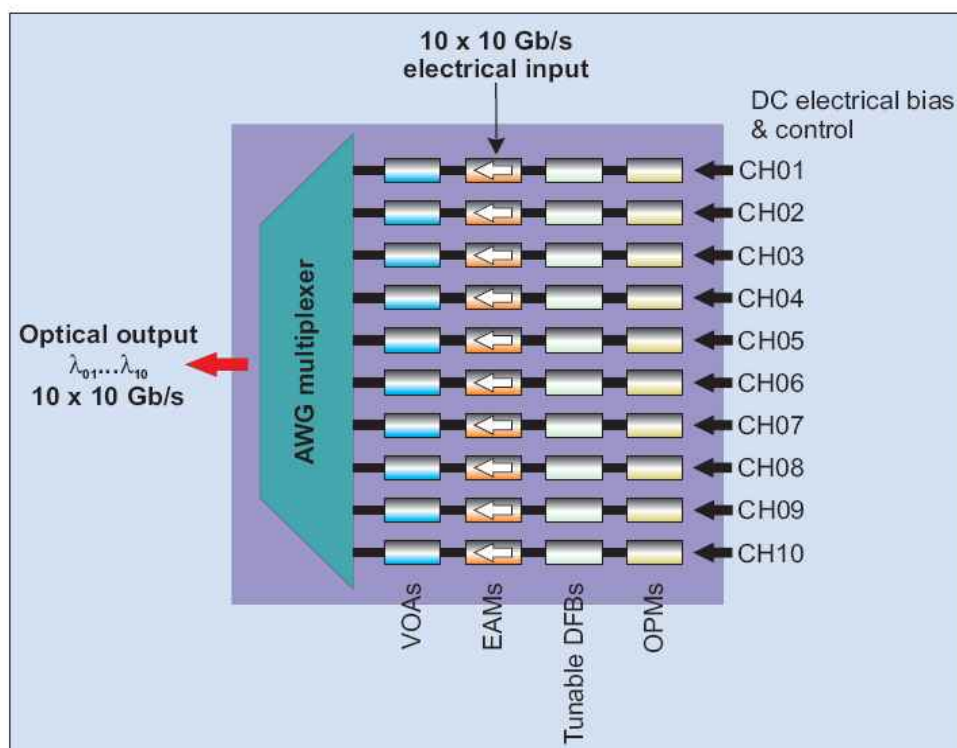 10 x 10 Gb/s
electrical input
DC electrical bias
& control
CH01
CH02
CH03
CH04
CH05
CH06
CH07
CH08
CH09
CH10
Optical output
λ01...λ10
10 x 10 Gb/s
AWG multiplexer
VOAs
EAMs
Tunable DFBs
OPMs